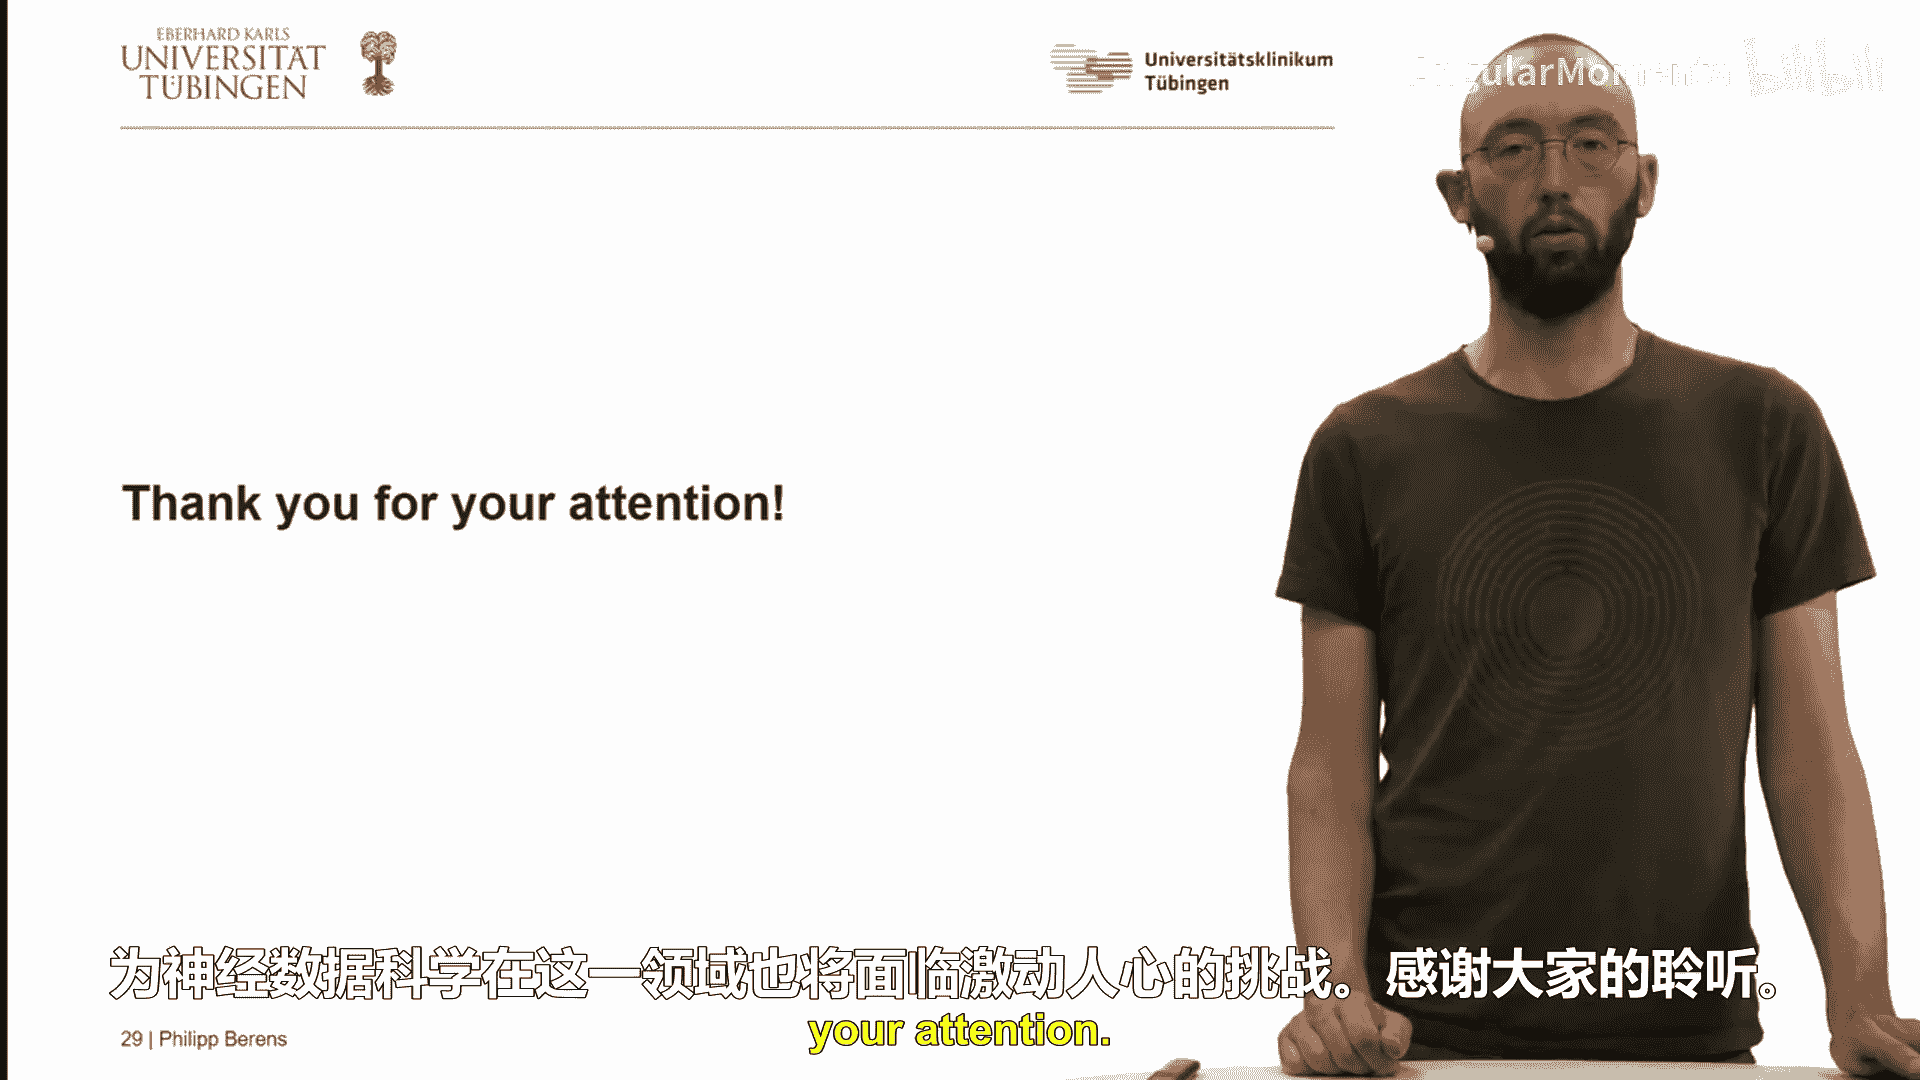 EBERHARD KARLS
UNIVERSITÄT
TÜBINGEN
Universitätsklinikum
Tübingen
Thank you for your attention!
为神经数据科学在这一领域也将面临激动人心的挑战。感谢大家的聆听。
your attention.
29 | Philipp Berens